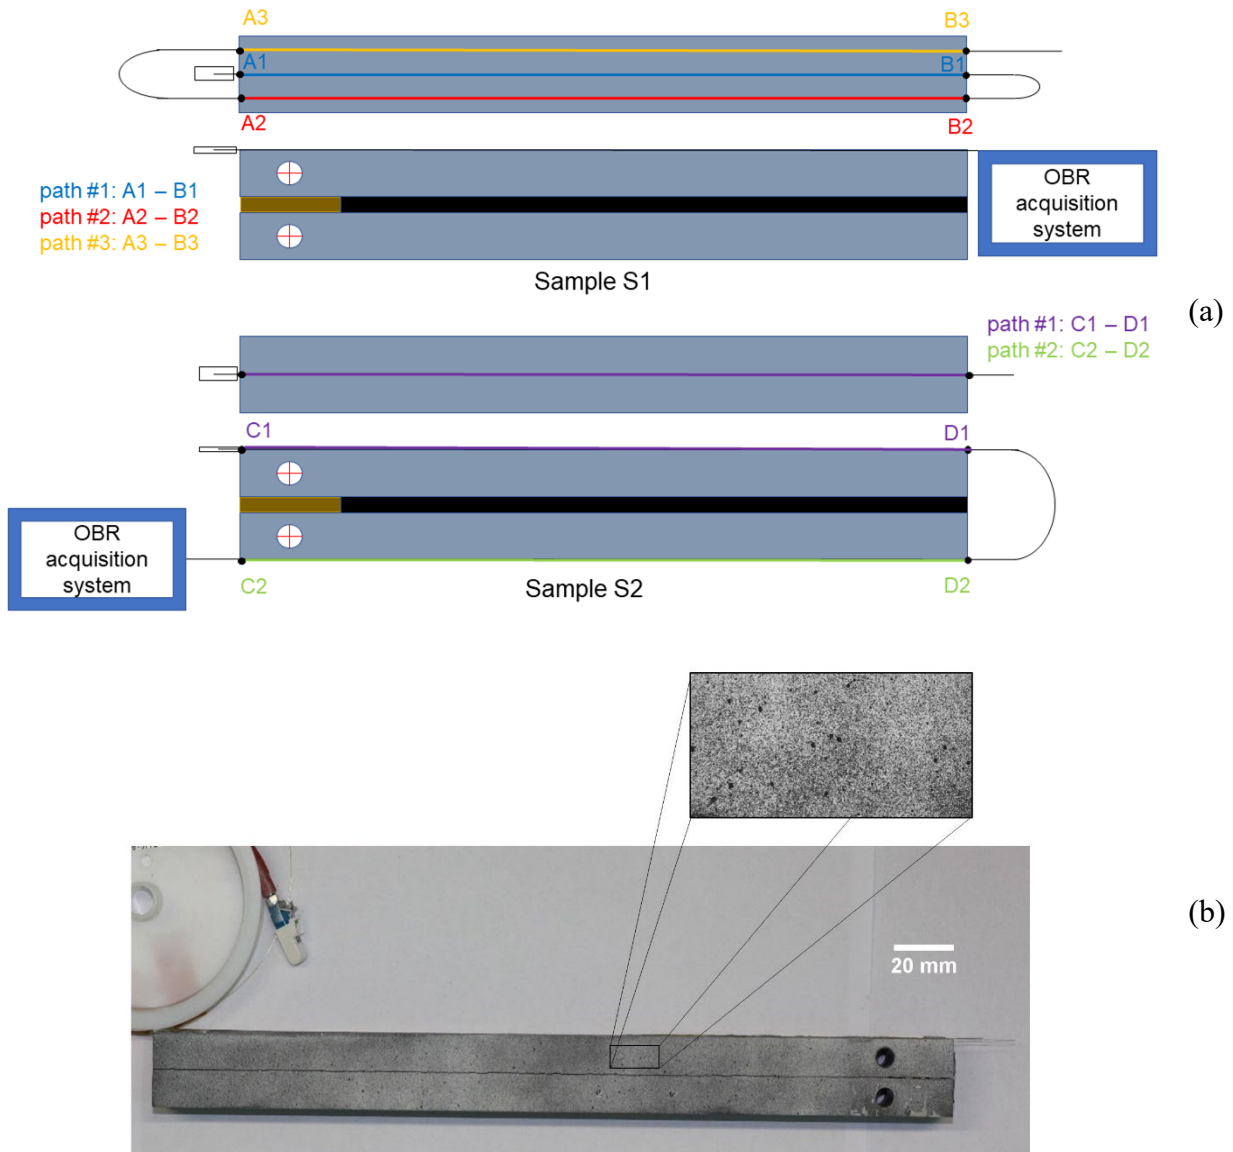 A3
B3
A1
B1
A2
B2
path #1: A1 – B1
path #2: A2 – B2
path #3: A3 – B3
OBR
acquisition
system
Sample S1
(a)
path #1: C1 – D1
path #2: C2 – D2
C1
D1
OBR
acquisition
system
C2
Sample S2
D2
(b)
20 mm